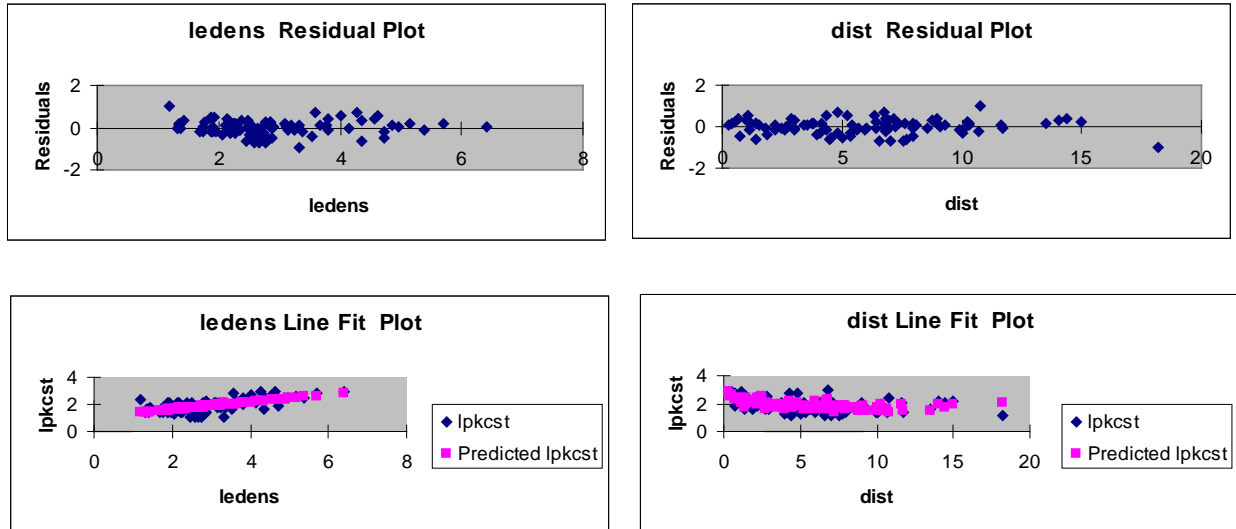 ledens  Residual Plot
2
0
-2
0
2
4
6
8
Residuals
ledens
dist  Residual Plot
2
0
-2
0
5
10
15
20
Residuals
dist
ledens Line Fit  Plot
4
2
0
0
2
4
6
8
lpkcst
ledens
lpkcst
Predicted lpkcst
dist Line Fit  Plot
4
2
0
0
5
10
15
20
lpkcst
dist
lpkcst
Predicted lpkcst